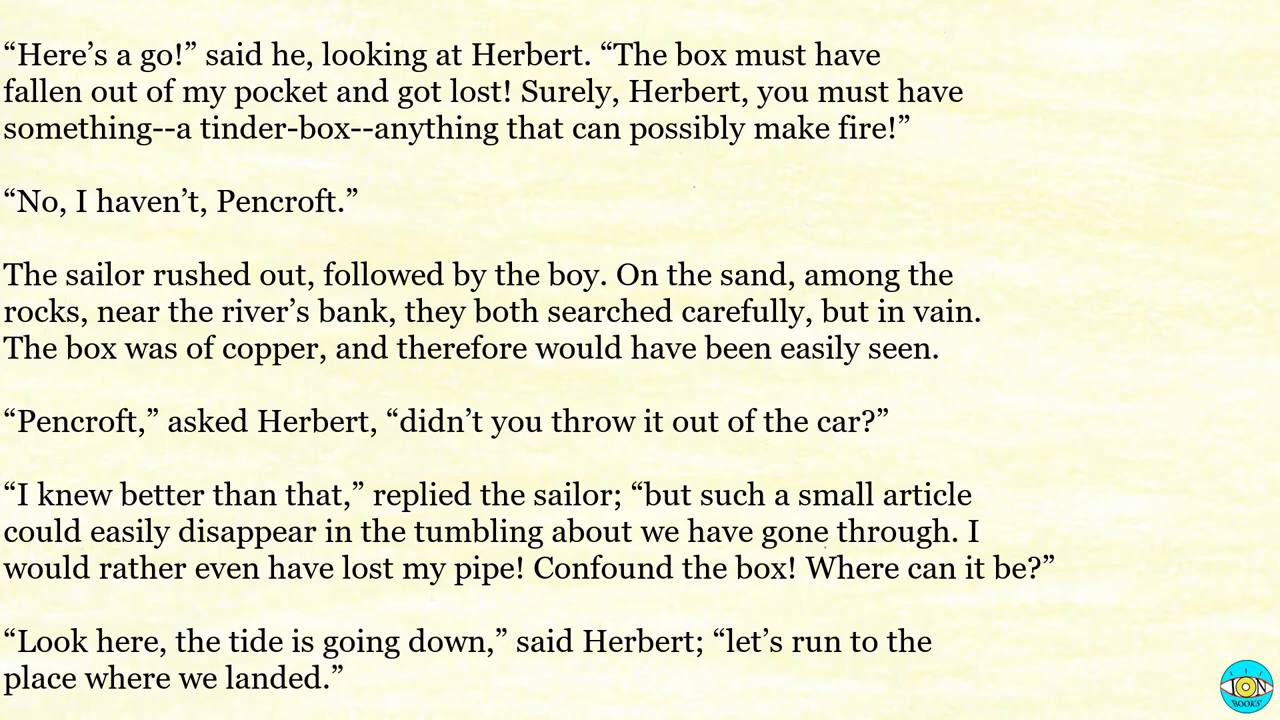 “Here’s a go!” said he, looking at Herbert. “The box must have
fallen out of my pocket and got lost! Surely, Herbert, you must have
something--a tinder-box--anything that can possibly make fire!”
“No, I haven’t, Pencroft.”
The sailor rushed out, followed by the boy. On the sand, among the
rocks, near the river’s bank, they both searched carefully, but in vain.
The box was of copper, and therefore would have been easily seen.
“Pencroft,” asked Herbert, “didn’t you throw it out of the car?”
“I knew better than that,” replied the sailor; “but such a small article
could easily disappear in the tumbling about we have gone through. I
would rather even have lost my pipe! Confound the box! Where can it be?”
“Look here, the tide is going down,” said Herbert; “let’s run to the
place where we landed.”
ION
BOOKS